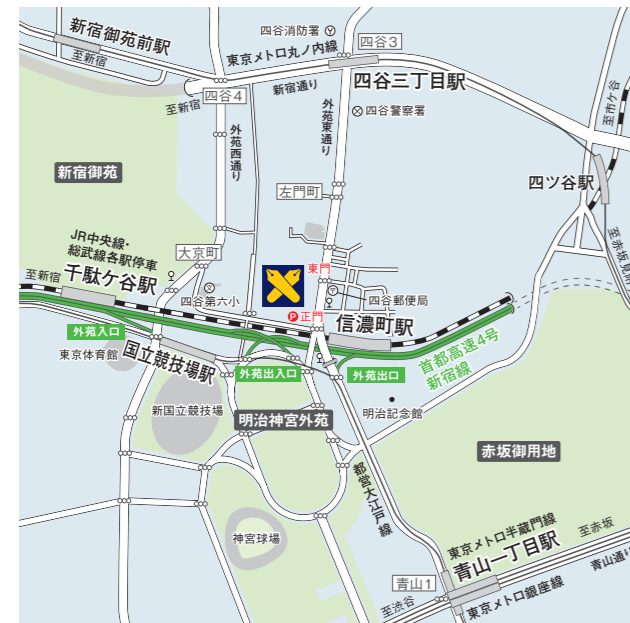 四谷消防署
四谷3
新宿御苑前駅
至新宿
東京メトロ丸ノ内線
新宿通り
四谷三丁目駅
至新宿
四谷4
四谷警察署
至市ケ谷
外苑西通り
外苑東通り
新宿御苑
左門町
四ツ谷駅
至赤坂見附
JR中央線・
総武線各駅停車
大京町
至新宿
千駄ケ谷駅
四谷第六小
東門
四谷郵便局
P正門
信濃町駅
外苑入口
東京体育館
国立競技場駅
外苑出入口
外苑出口
首都高速4号
新宿線
新国立競技場
明治神宮外苑
明治記念館
赤坂御用地
都営大江戸線
神宮球場
東京メトロ半蔵門線
至赤坂
青山一丁目駅
青山通り
青山1
至渋谷
東京メトロ銀座線